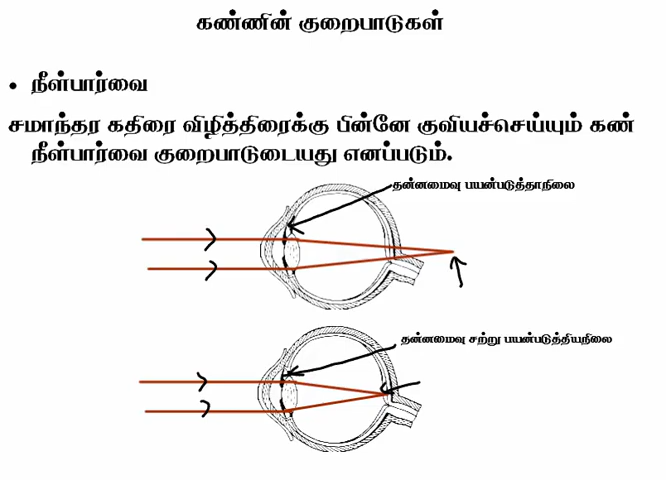 கண்ணின் குறைபாடுகள்
• நீள்பார்வை
சமாந்தர கதிரை விழித்திரைக்கு பின்னே குவியச்செய்யும் கண்
நீள்பார்வை குறைபாடுடையது எனப்படும்.
தன்னமைவு பயன்படுத்தாநிலை
தன்னமைவு சற்று பயன்படுத்தியநிலை